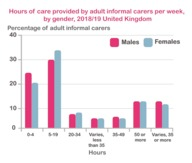 Hours of care provided by adult informal carers per week,
by gender, 2018/19 United Kingdom
Percentage of adult informal carers
40
Males
Females
30
20
10
0
0-4
5-19
20-34
Varies,
less
than 35
35-49
50 or
more
Varies, 35
or more
Hours